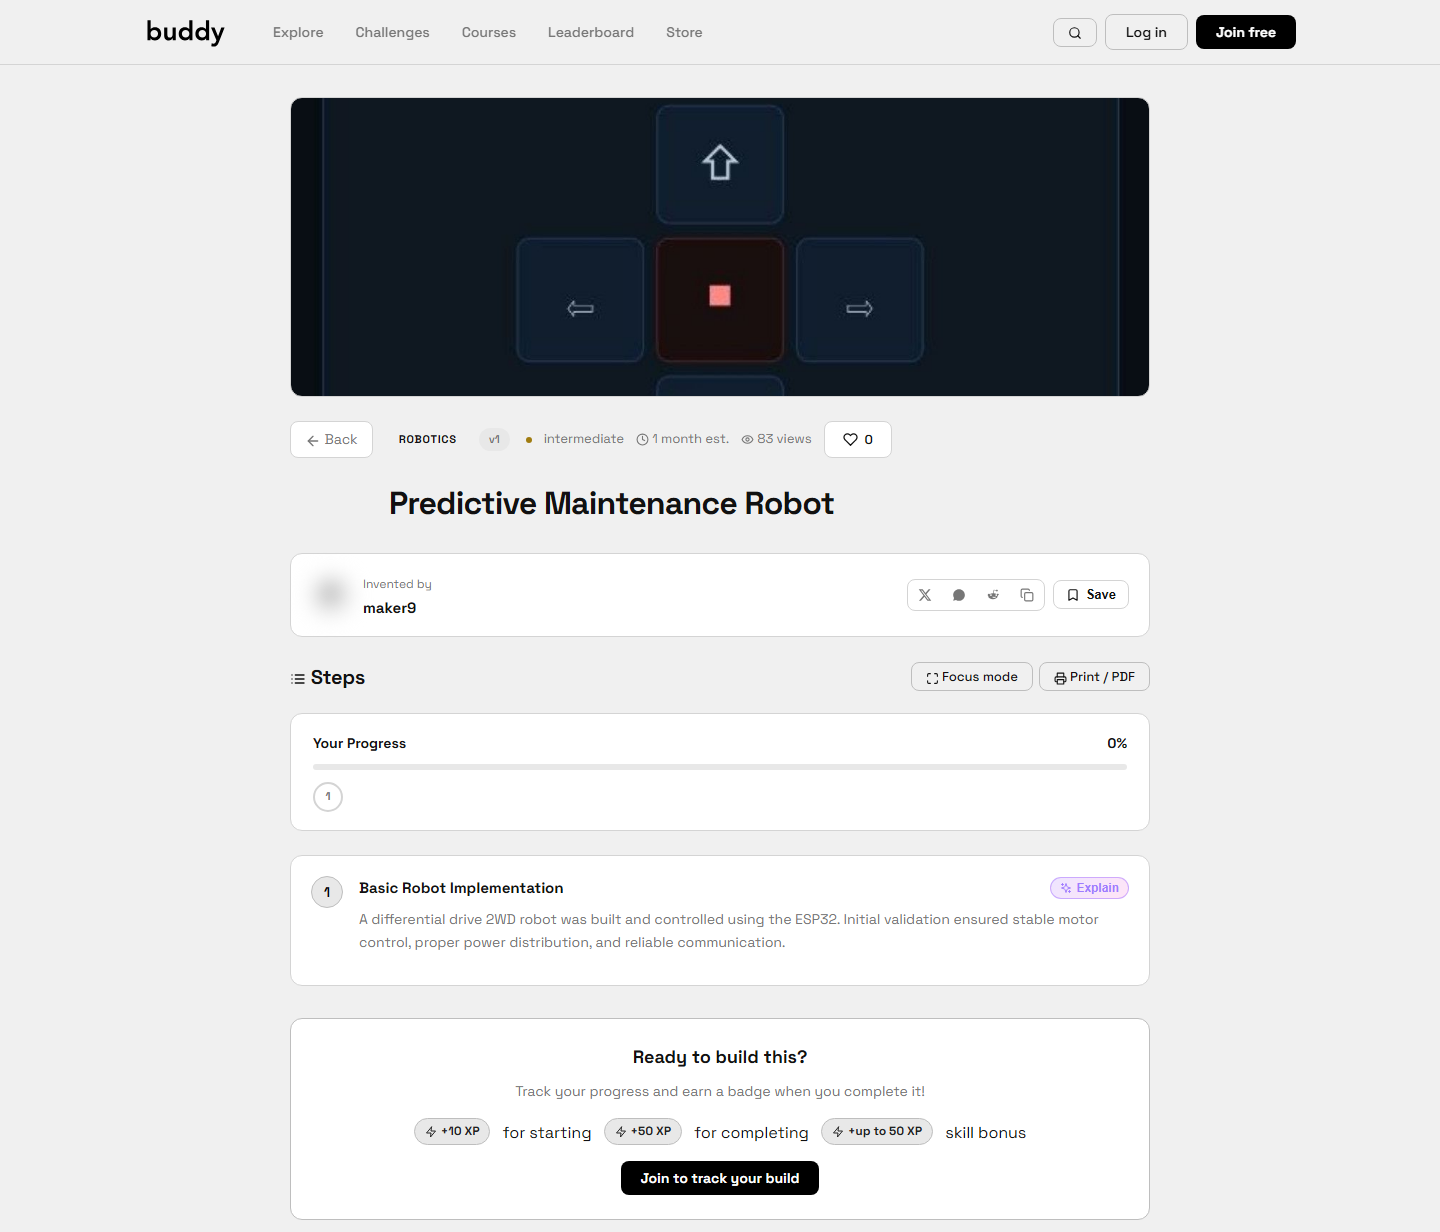 buddy
Explore
Challenges
Courses
Leaderboard
Store
Log in
Join free
Back
ROBOTICS
v1
intermediate
1 month est.
83 views
0
Predictive Maintenance Robot
Invented by
maker9
Save
Steps
Focus mode
Print / PDF
Your Progress
0%
1
1
Basic Robot Implementation
Explain
A differential drive 2WD robot was built and controlled using the ESP32. Initial validation ensured stable motor
control, proper power distribution, and reliable communication.
Ready to build this?
Track your progress and earn a badge when you complete it!
+10 XP for starting +50 XP for completing +up to 50 XP skill bonus
Join to track your build